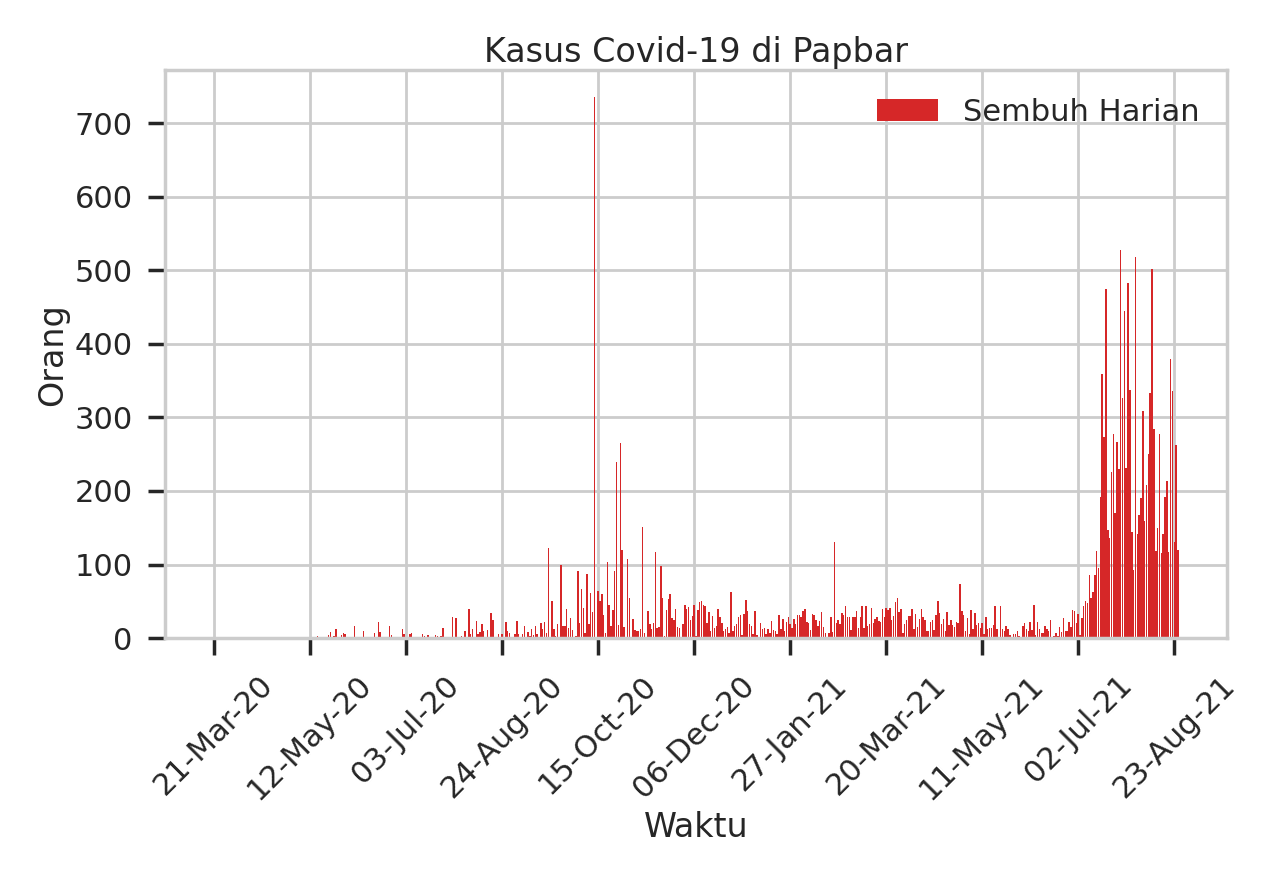 Kasus Covid-19 di Papbar
Sembuh Harian
700
600
500
400
300
200
100
0
Orang
21-Mar-20
12-May-20
03-Jul-20
24-Aug-20
15-Oct-20
06-Dec-20
27-Jan-21
20-Mar-21
11-May-21
02-Jul-21
23-Aug-21
Waktu